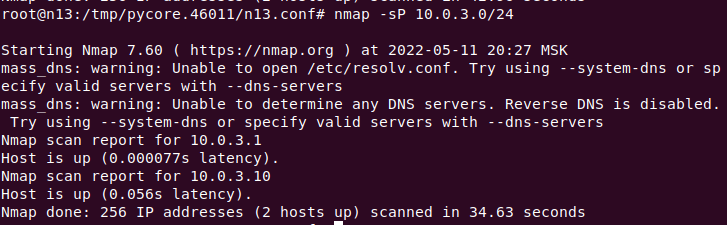 root@n13:/tmp/pycore.46011/n13.conf# nmap -sP 10.0.3.0/24
Starting Nmap 7.60 ( https://nmap.org ) at 2022-05-11 20:27 MSK
mass_dns: warning: Unable to open /etc/resolv.conf. Try using --system-dns or sp
ecify valid servers with --dns-servers
mass_dns: warning: Unable to determine any DNS servers. Reverse DNS is disabled.
 Try using --system-dns or specify valid servers with --dns-servers
Nmap scan report for 10.0.3.1
Host is up (0.000077s latency).
Nmap scan report for 10.0.3.10
Host is up (0.056s latency).
Nmap done: 256 IP addresses (2 hosts up) scanned in 34.63 seconds